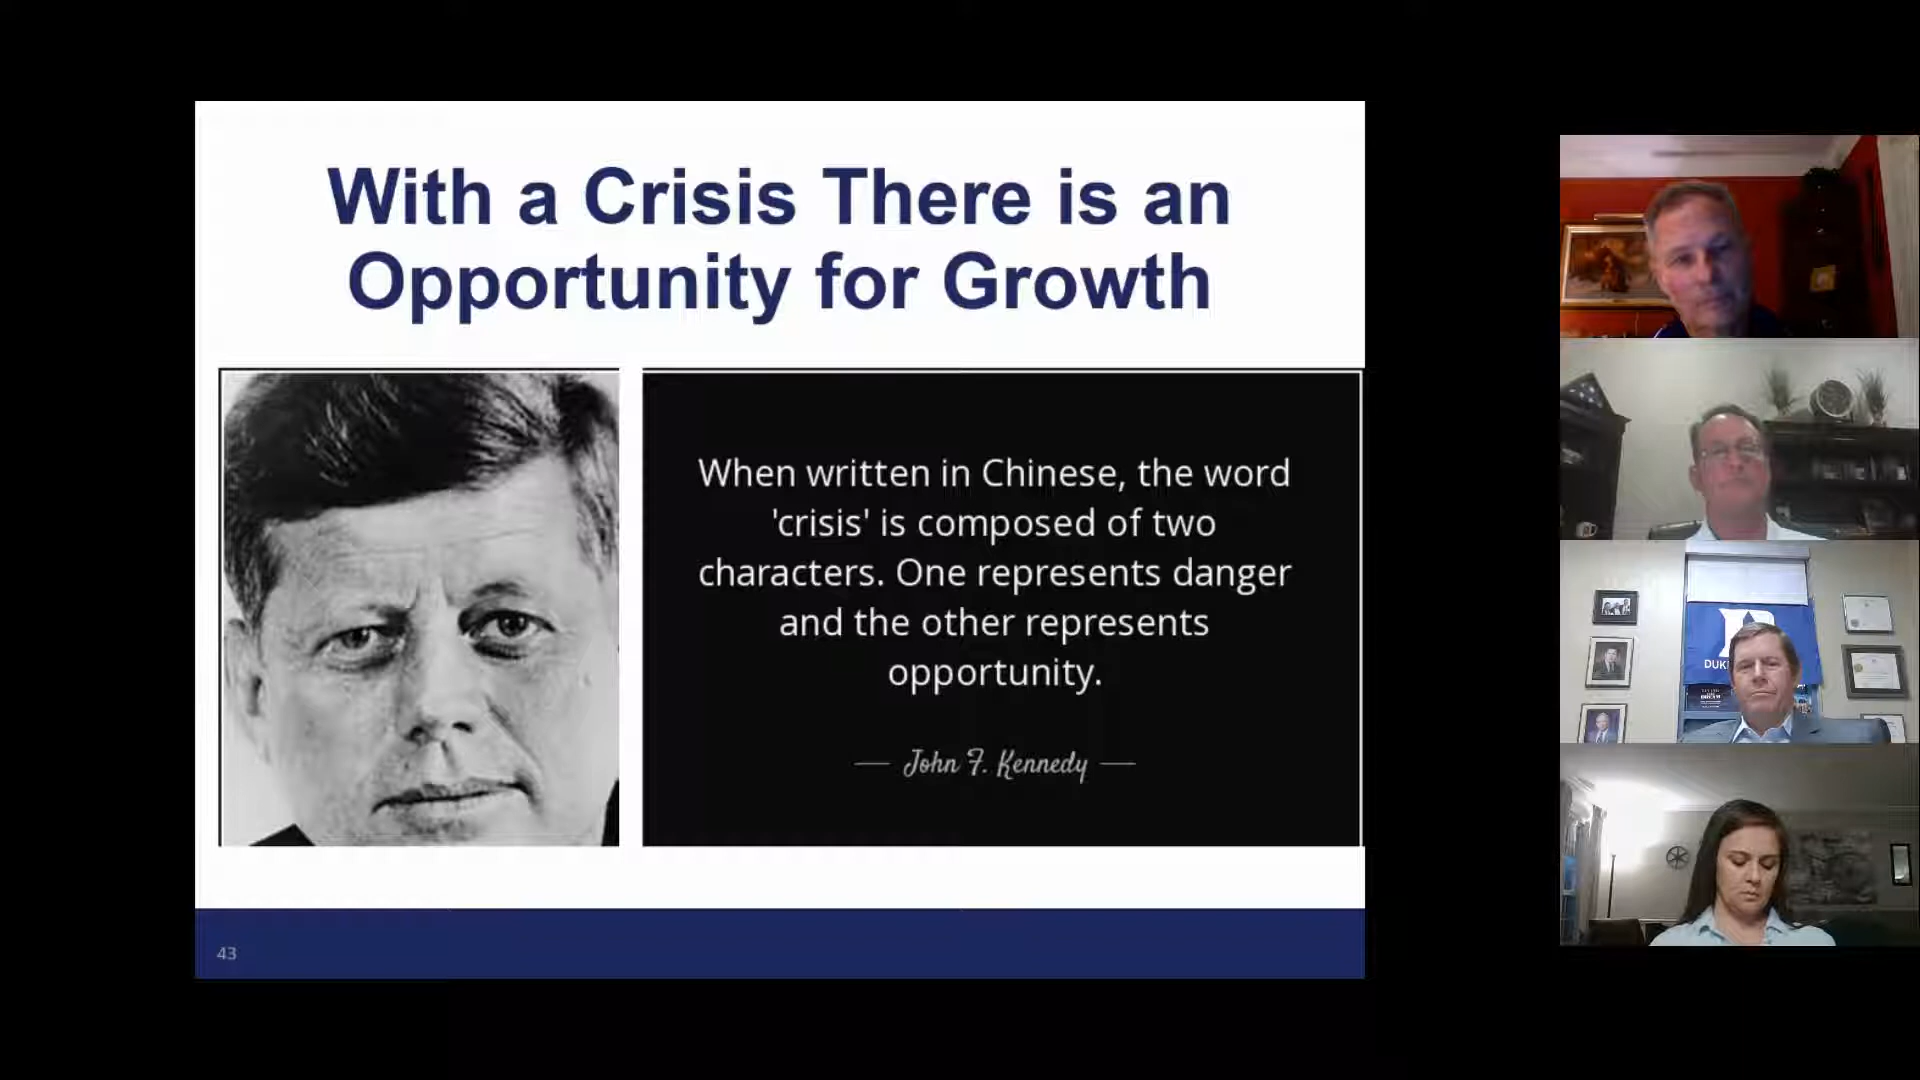 With a Crisis There is an
Opportunity for Growth
When written in Chinese, the word
'crisis' is composed of two
characters. One represents danger
and the other represents
opportunity.
John F. Kennedy
43
DUK